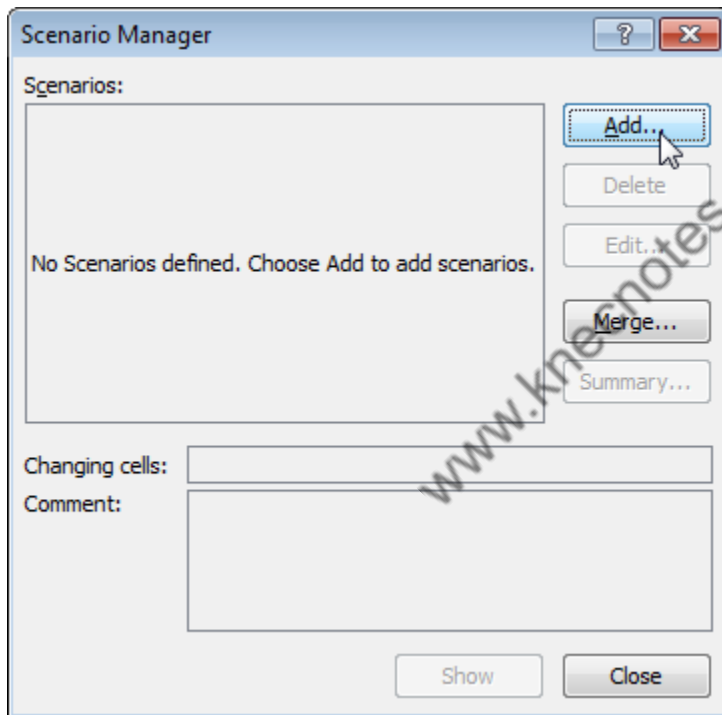 Scenario Manager
Scenarios:
Add...
Delete
No Scenarios defined. Choose Add to add scenarios.
Edit...
Merge...
Summary...
Changing cells:
Comment:
Show
Close
www.knecnotes